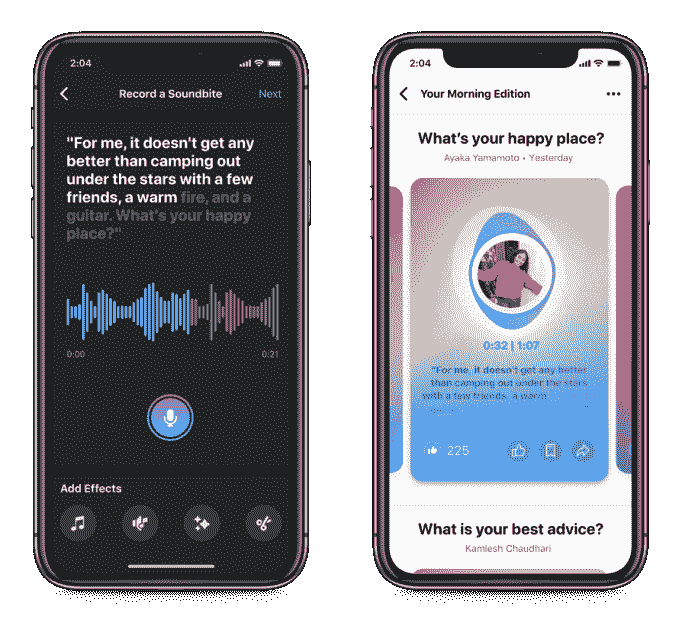 2:04
Record a Soundbite
Next
"For me, it doesn't get any
better than camping out
under the stars with a few
friends, a warm fire, and a
guitar. What's your happy
place?"
0:00
0:21
Add Effects
2:04
Your Morning Edition
What's your happy place?
Ayaka Yamamoto • Yesterday
0:32 | 1:07
"For me, it doesn't get any better
than camping out under the stars
with a few friends, a warm
225
What is your best advice?
Kamlesh Chaudhari